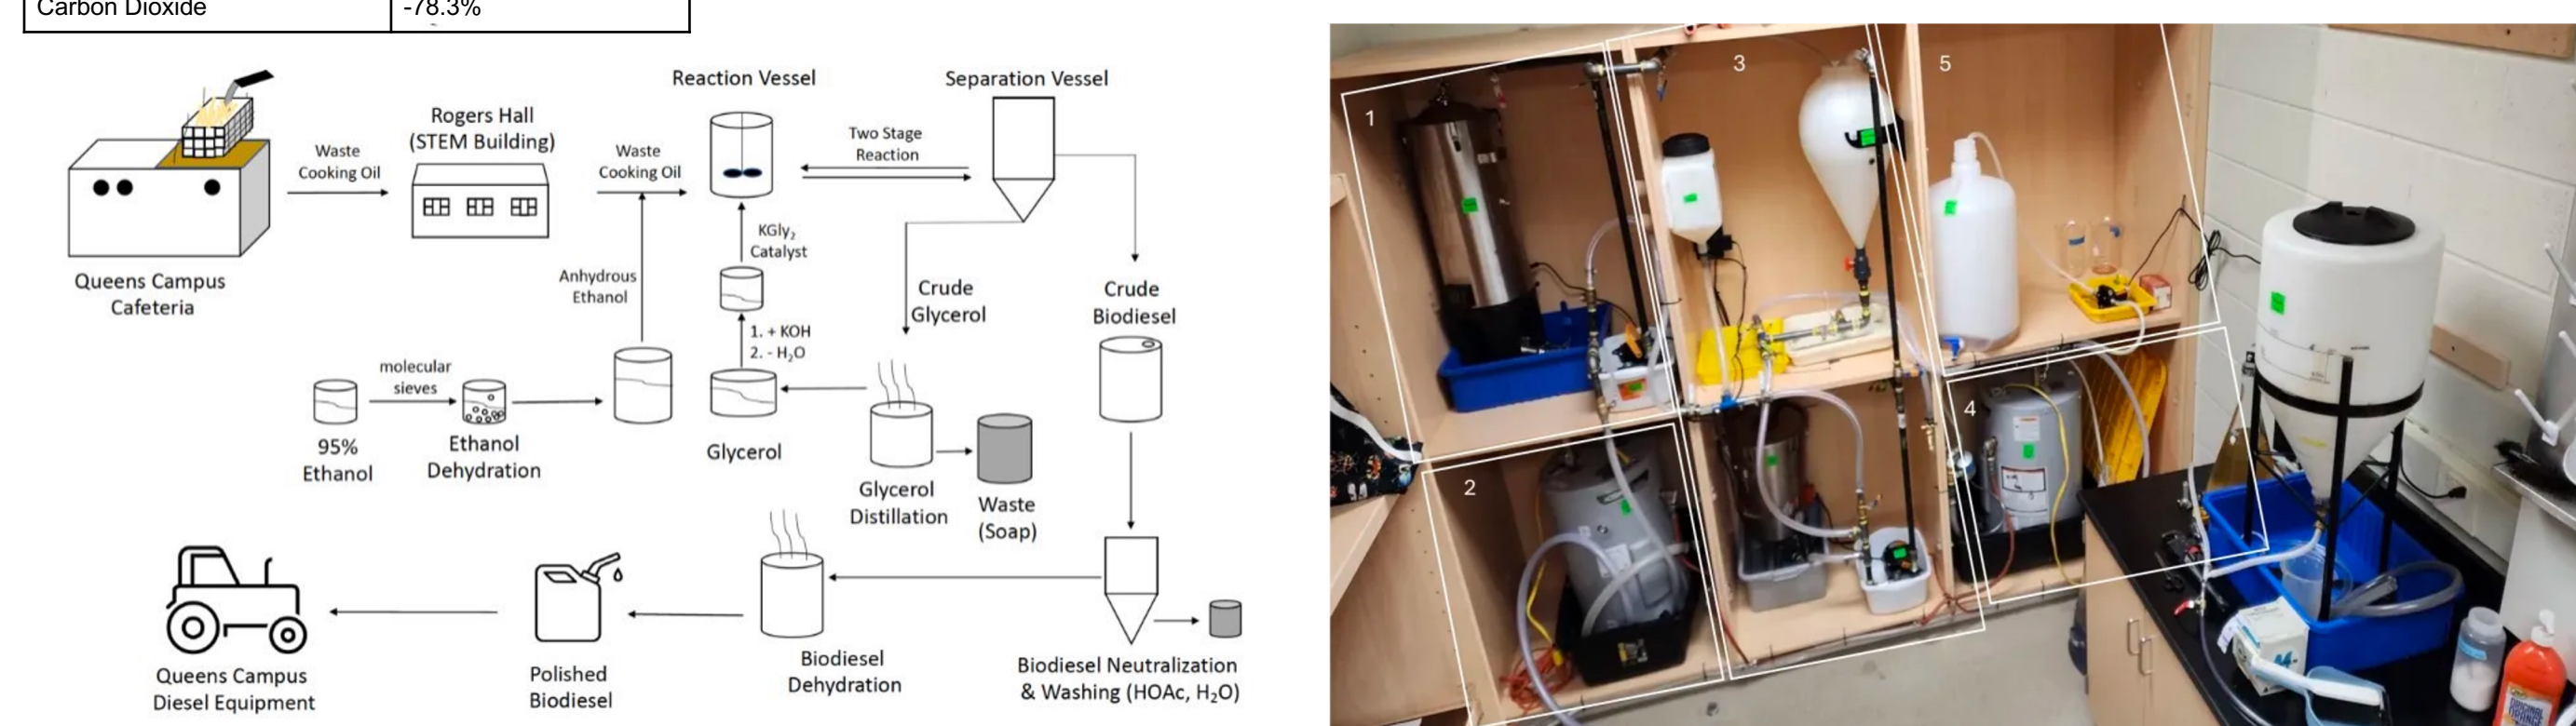 Carbon Dioxide
-78.3%
Reaction Vessel
Separation Vessel
Rogers Hall
(STEM Building)
Waste
Cooking Oil
Waste
Cooking Oil
Two Stage
Reaction
Queens Campus
Cafeteria
KGly₂
Catalyst
Anhydrous
Ethanol
Crude
Glycerol
Crude
Biodiesel
1. + KOH
2. - H₂O
molecular
sieves
95%
Ethanol
Ethanol
Dehydration
Glycerol
Glycerol
Distillation
Waste
(Soap)
Queens Campus
Diesel Equipment
Polished
Biodiesel
Biodiesel
Dehydration
Biodiesel Neutralization
& Washing (HOAc, H₂O)
1
3
5
2
4